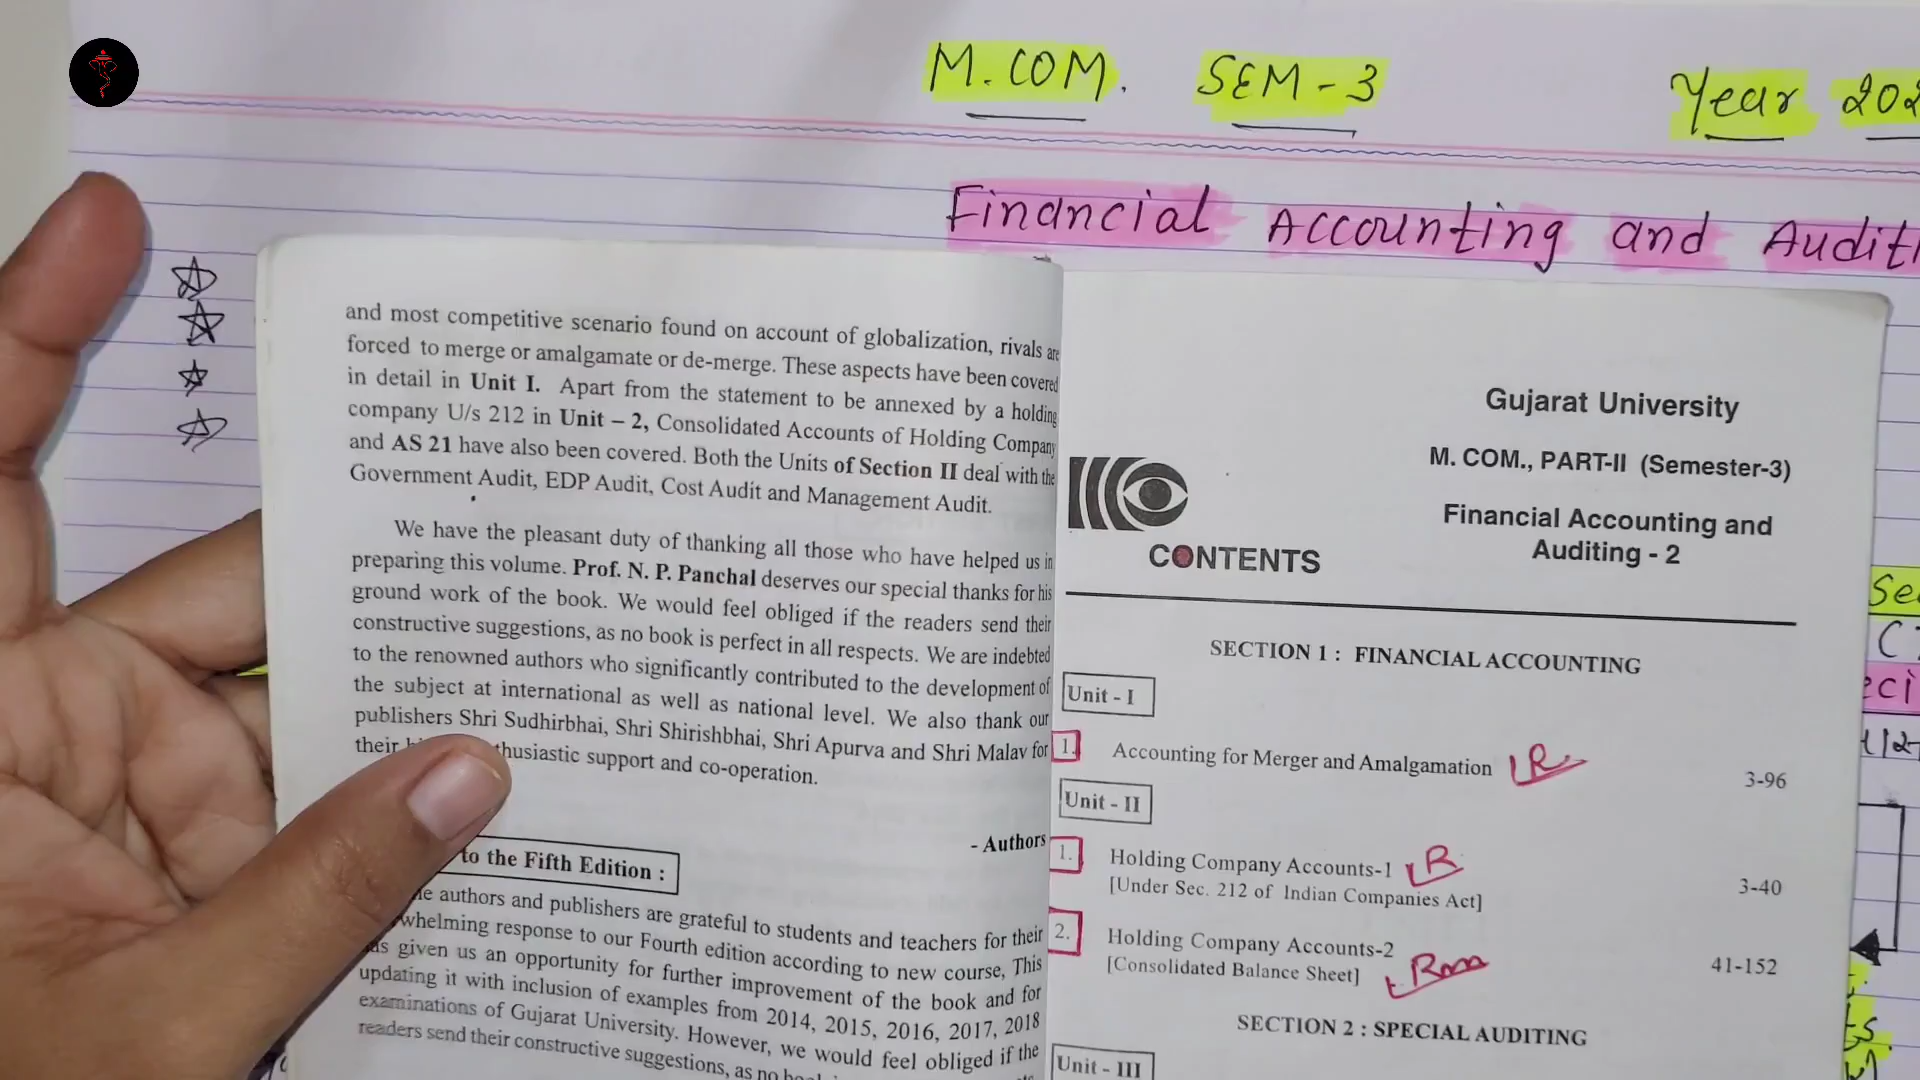 M.COM. SEM-3 Year
Financial Accounting and
and most competitive scenario found on account of globalization, rivals are
forced to merge or amalgamate or de-merge. These aspects have been covered
in detail in Unit I. Apart from the statement to be annexed by a holding
company U/s 212 in Unit – 2, Consolidated Accounts of Holding Company
and AS 21 have also been covered. Both the Units of Section II deal with the
Government Audit, EDP Audit, Cost Audit and Management Audit.
We have the pleasant duty of thanking all those who have helped us in
preparing this volume. Prof. N. P. Panchal deserves our special thanks for his
ground work of the book. We would feel obliged if the readers send their
constructive suggestions, as no book is perfect in all respects. We are indebted
to the renowned authors who significantly contributed to the development of
the subject at international as well as national level. We also thank our
publishers Shri Sudhirbhai, Shri Shirishbhai, Shri Apurva and Shri Malav for
their support and co-operation.
- Authors
to the Fifth Edition :
authors and publishers are grateful to students and teachers for their
response to our Fourth edition according to new course, This
given us an opportunity for further improvement of the book and for
updating it with inclusion of examples from 2014, 2015, 2016, 2017, 2018
examinations of Gujarat University. However, we would feel obliged if the
readers send their constructive suggestions, as no
Gujarat University
M. COM., PART-II (Semester-3)
Financial Accounting and
Auditing - 2
CONTENTS
SECTION 1 : FINANCIAL ACCOUNTING
Unit - I
1. Accounting for Merger and Amalgamation R 3-96
Unit - II
1. Holding Company Accounts-1 R 3-40
[Under Sec. 212 of Indian Companies Act]
2. Holding Company Accounts-2 41-152
[Consolidated Balance Sheet]
SECTION 2 : SPECIAL AUDITING
Unit - III